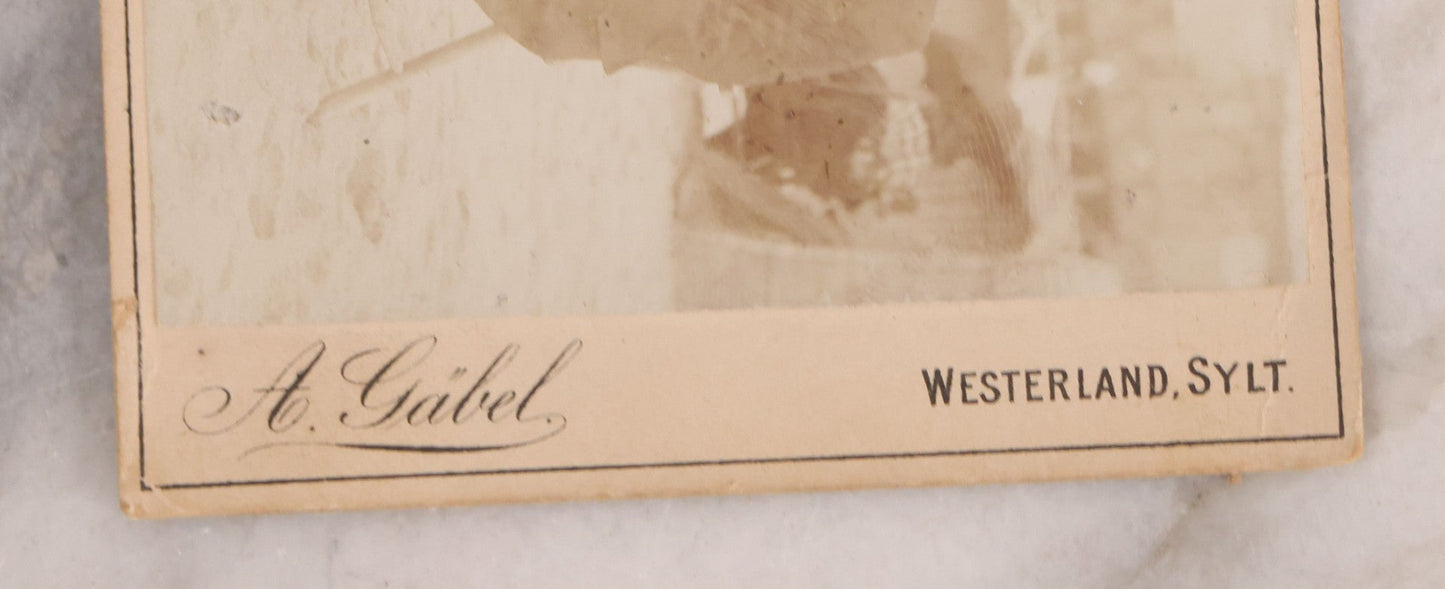 A. Gäbel.
WESTERLAND, SYLT.